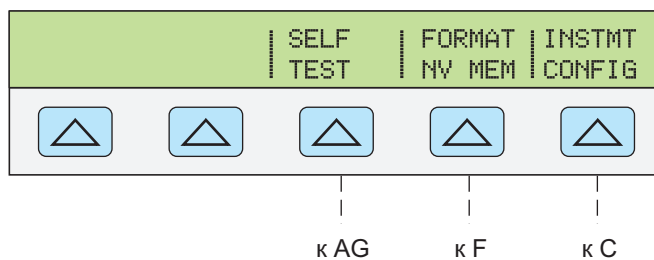 SELF FORMAT INSTMT
TEST NV MEM CONFIG
к AG к F к C